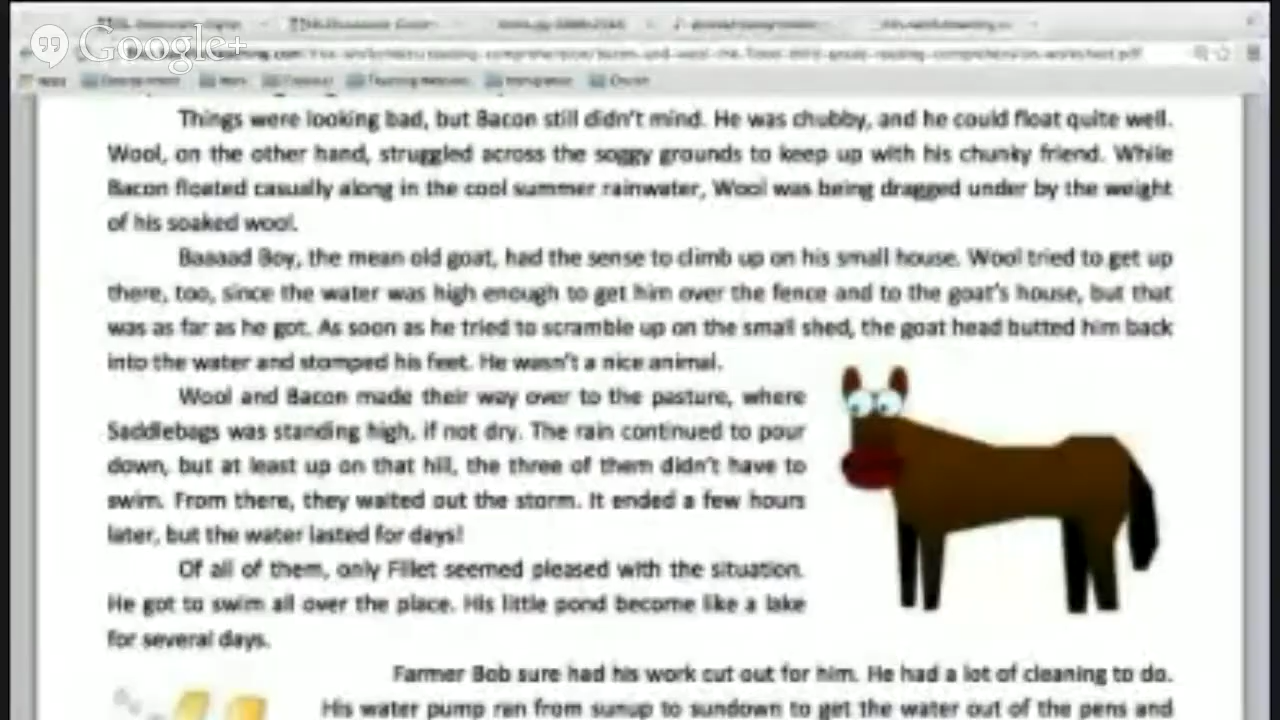 Google+
Things were looking bad, but Bacon still didn't mind. He was chubby, and he could float quite well.
Wool, on the other hand, struggled across the soggy grounds to keep up with his chunky friend. While
Bacon floated casually along in the cool summer rainwater, Wool was being dragged under by the weight
of his soaked wool.
Baaaad Boy, the mean old goat, had the sense to climb up on his small house. Wool tried to get up
there, too, since the water was high enough to get him over the fence and to the goat's house, but that
was as far as he got. As soon as he tried to scramble up on the small shed, the goat head butted him back
into the water and stomped his feet. He wasn't a nice animal.
Wool and Bacon made their way over to the pasture, where
Saddlebags was standing high, if not dry. The rain continued to pour
down, but at least up on that hill, the three of them didn't have to
swim. From there, they waited out the storm. It ended a few hours
later, but the water lasted for days!
Of all of them, only Fillet seemed pleased with the situation.
He got to swim all over the place. His little pond become like a lake
for several days.
Farmer Bob sure had his work cut out for him. He had a lot of cleaning to do.
His water pump ran from sunup to sundown to get the water out of the pens and